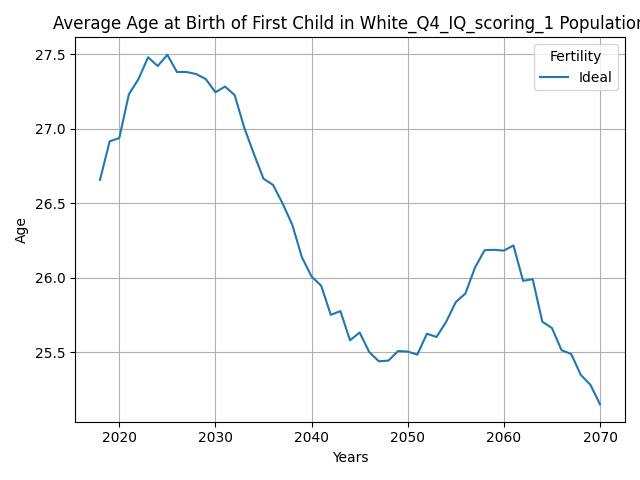 Average Age at Birth of First Child in White_Q4_IQ_scoring_1 Population
Fertility
Ideal
27.5
27.0
26.5
26.0
25.5
Age
2020 2030 2040 2050 2060 2070
Years